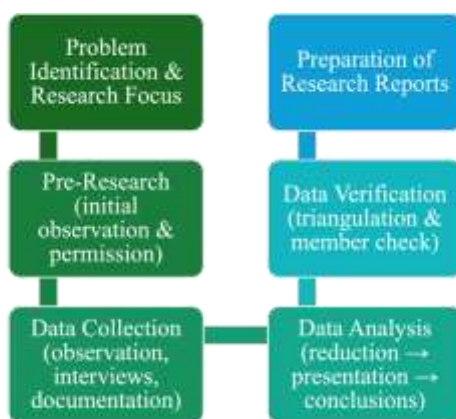 Problem
Identification &
Research Focus
Pre-Research
(initial
observation &
permission)
Data Collection
(observation,
interviews,
documentation)
Data Analysis
(reduction →
presentation →
conclusions)
Data Verification
(triangulation &
member check)
Preparation of
Research Reports